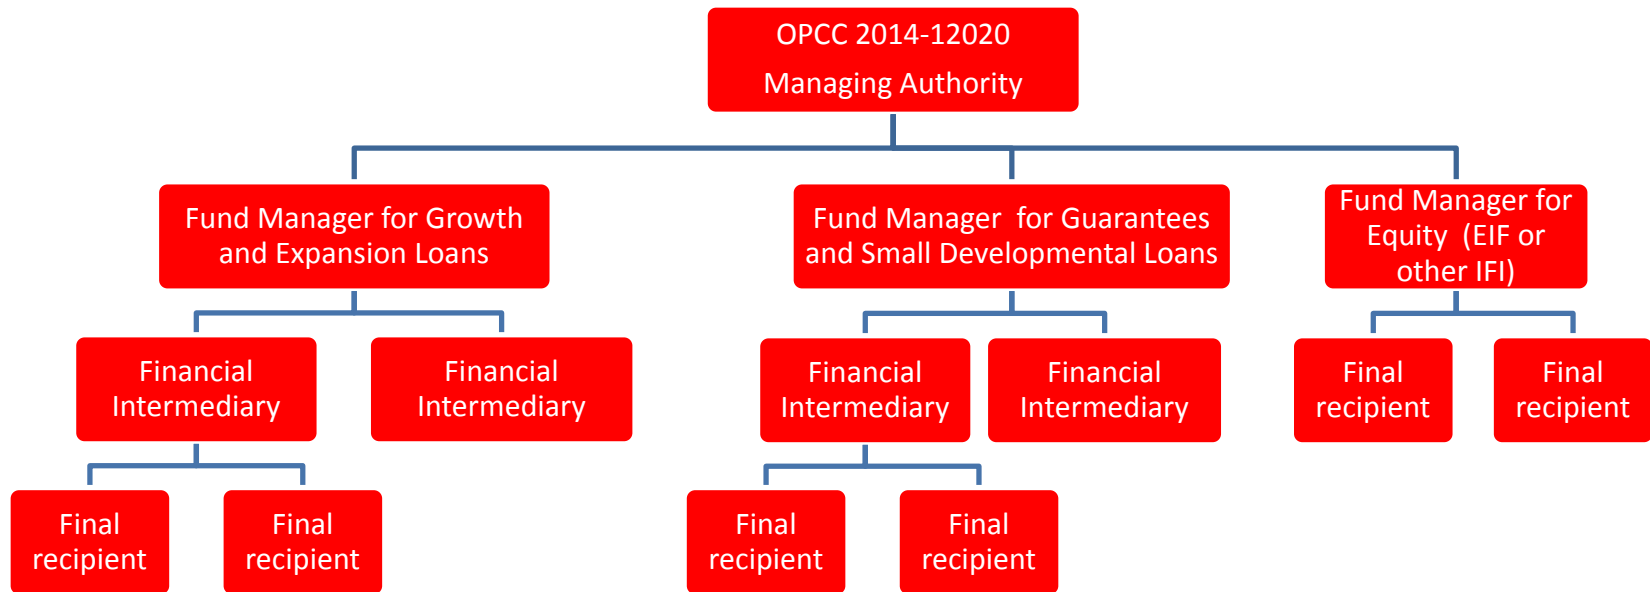 OPCC 2014-12020
Managing Authority
Fund Manager for Growth
and Expansion Loans
Fund Manager  for Guarantees
and Small Developmental Loans
Fund Manager for
Equity  (EIF or
other IFI)
Financial
Intermediary
Financial
Intermediary
Financial
Intermediary
Financial
Intermediary
Final
recipient
Final
recipient
Final
recipient
Final
recipient
Final
recipient
Final
recipient